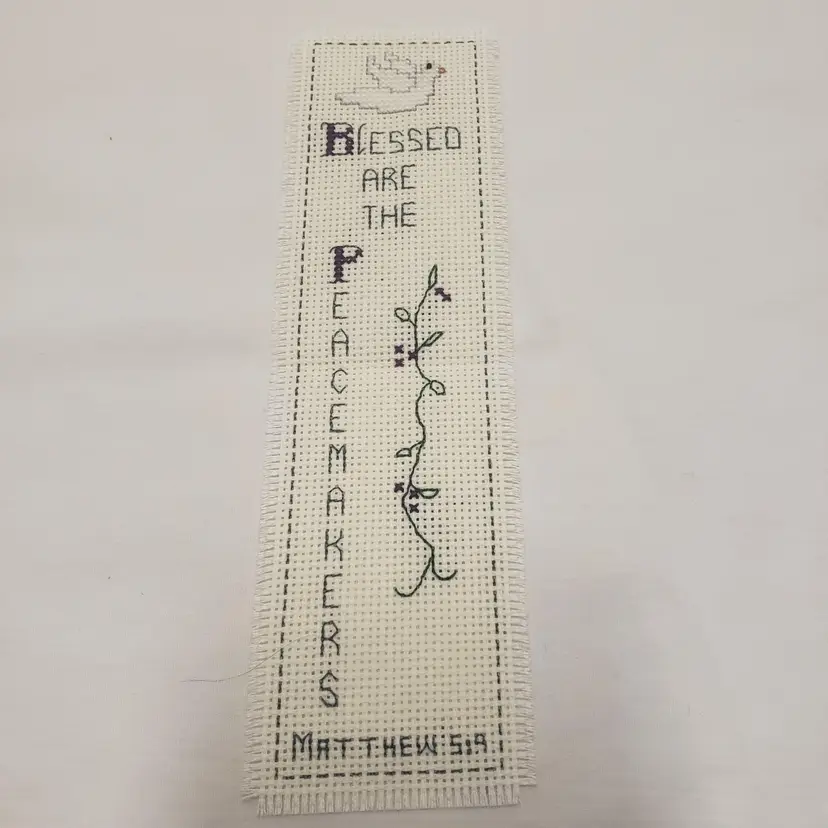 BlESSED
ARE
THE
PEACEMAKERS
MATTHEW 5:9